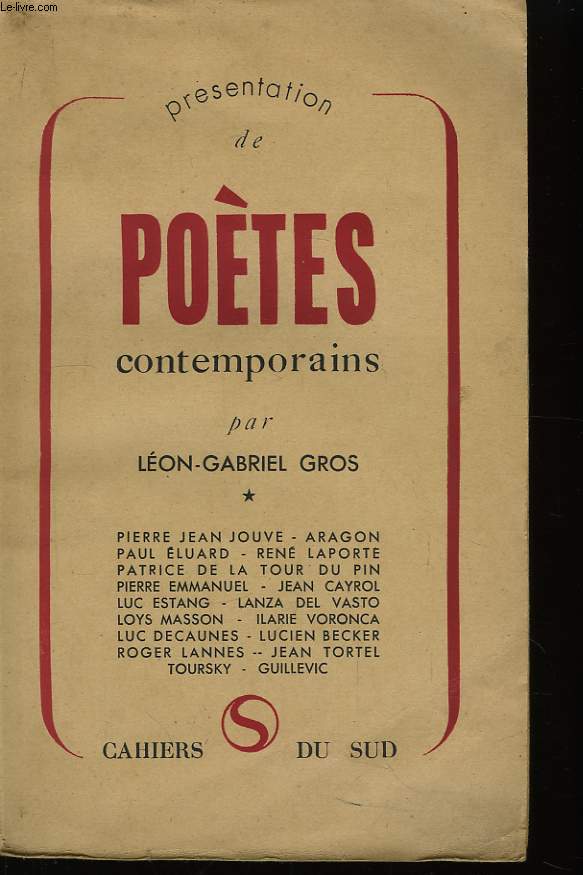 Le-livre.com
presentation
de
POÈTES
contemporains
par
LÉON-GABRIEL GROS
★
PIERRE JEAN JOUVE - ARAGON
PAUL ÉLUARD - RENÉ LAPORTE
PATRICE DE LA TOUR DU PIN
PIERRE EMMANUEL - JEAN CAYROL
LUC ESTANG - LANZA DEL VASTO
LOYS MASSON - ILARIE VORONCA
LUC DECAUNES - LUCIEN BECKER
ROGER LANNES -- JEAN TORTEL
TOURSKY - GUILLEVIC
CAHIERS S DU SUD